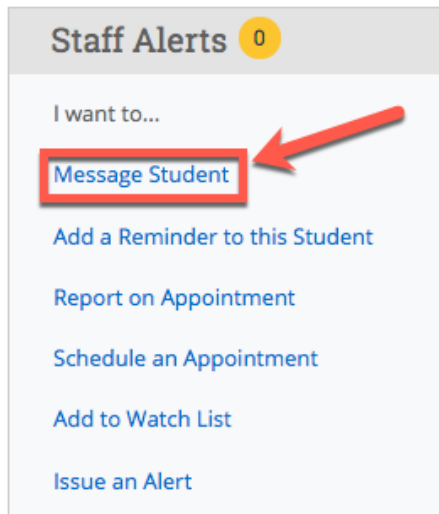 Staff Alerts 0
I want to...
Message Student
Add a Reminder to this Student
Report on Appointment
Schedule an Appointment
Add to Watch List
Issue an Alert